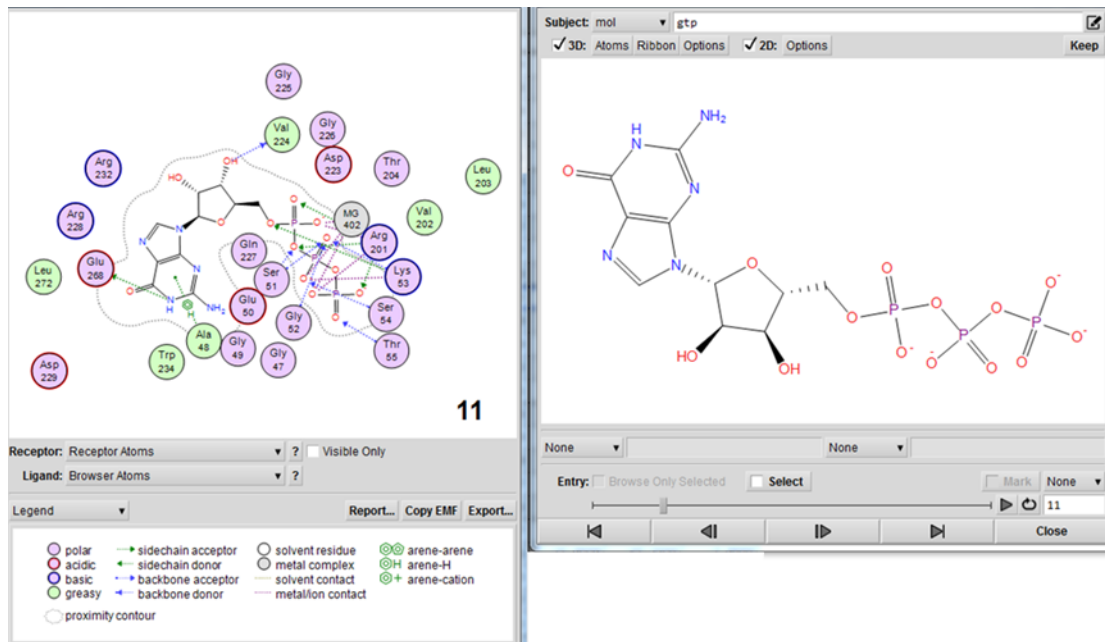 Gly
225
Val
224
Gly
226
Asp
223
Arg
232
Thr
204
Leu
203
HO
OH
MG
402
Val
202
Arg
228
Arg
201
Gln
227
Glu
268
Leu
272
Ser
51
Lys
53
Glu
50
Gly
52
Ser
54
Ala
48
Gly
49
Gly
47
Thr
55
Trp
234
Asp
229
O
N
N
N
N
H
NH₂
H
O
O
O
P
O
O
O
P
O
O
P
O
O
11
Receptor: Receptor Atoms ? Visible Only
Ligand: Browser Atoms ?
Legend Report... Copy EMF Export...
polar sidechain acceptor solvent residue arene-arene
acidic sidechain donor metal complex H arene-H
basic backbone acceptor solvent contact + arene-cation
greasy backbone donor metal/ion contact
proximity contour
Subject: mol gtp
3D: Atoms Ribbon Options 2D: Options Keep
H
N
NH₂
O
N
N
N
O
O
O⁻
N
O
P
O
P
O
P
O⁻
O⁻
⁻O
O
O
HO
OH
None None
Entry: Browse Only Selected Select Mark None
11
Close